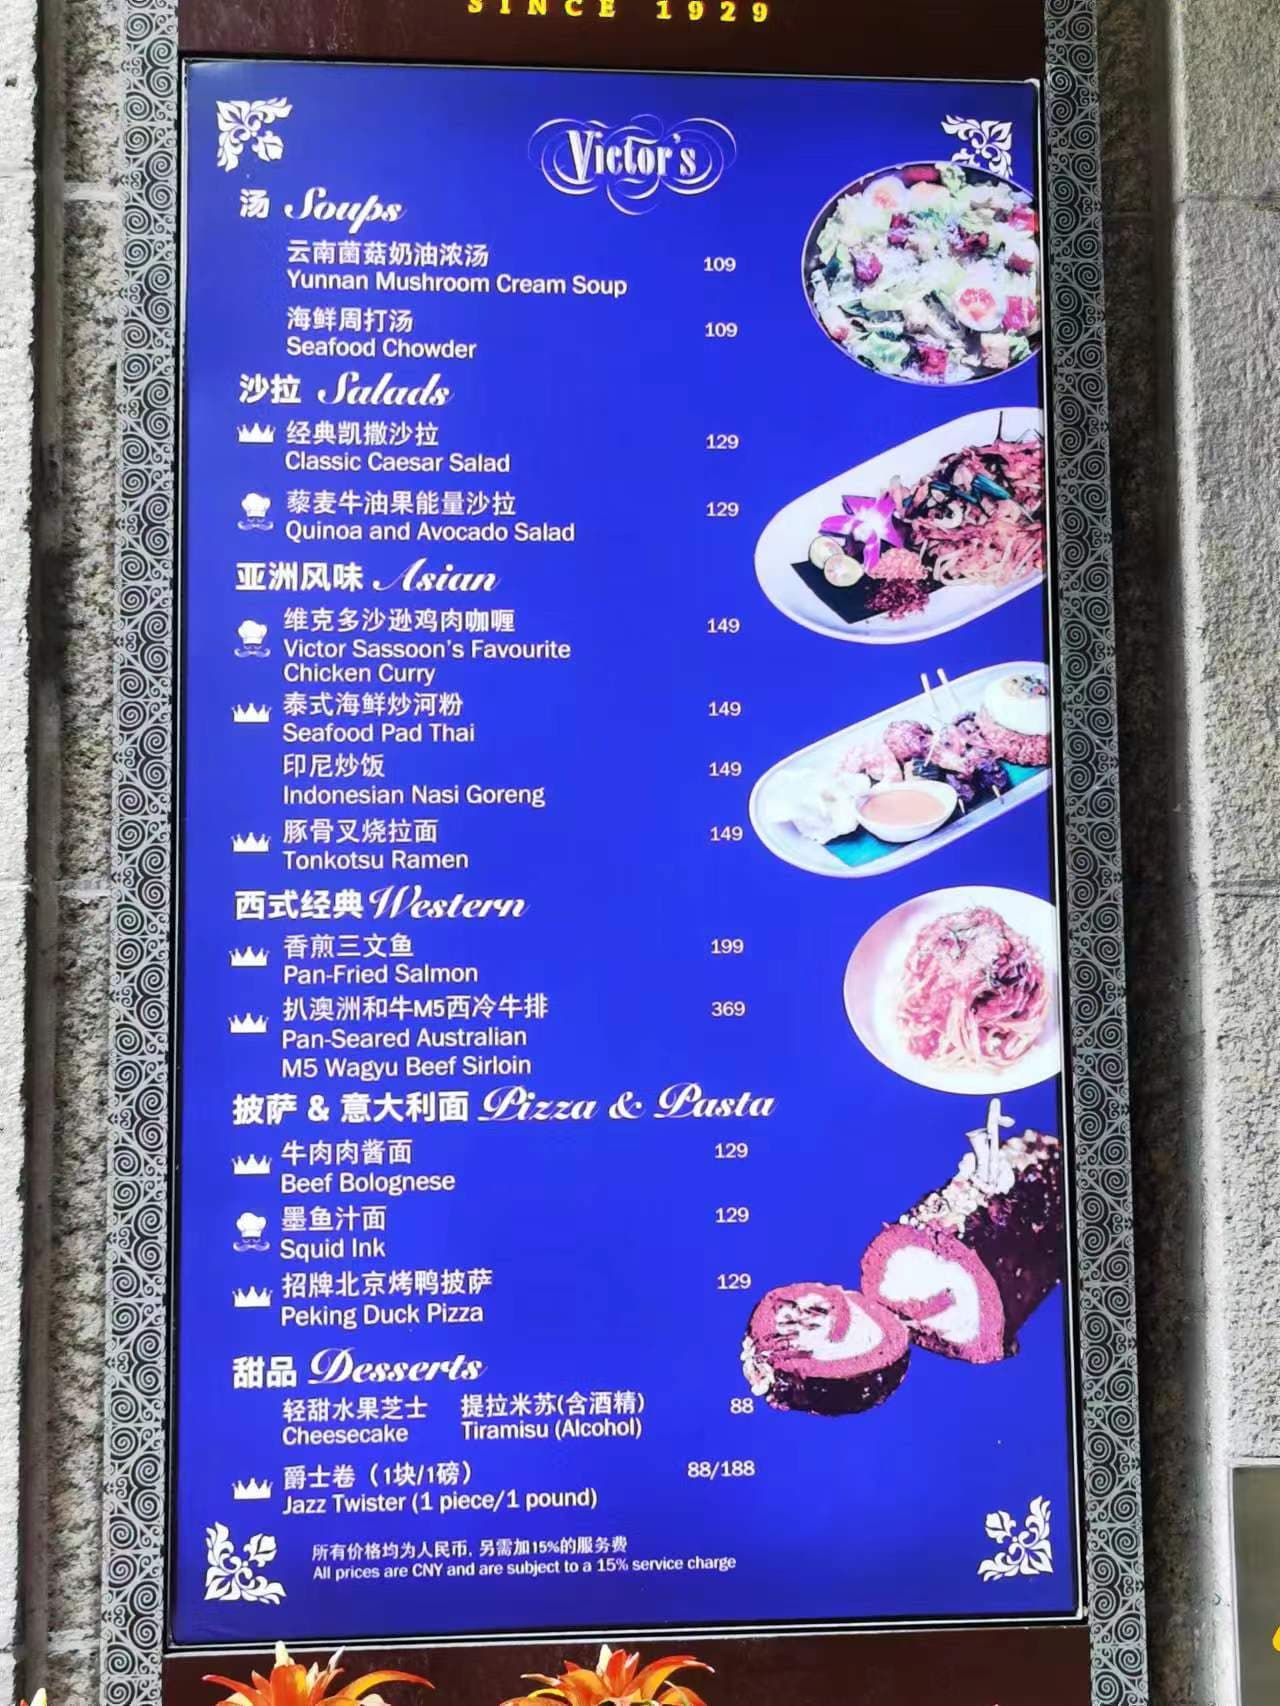 SINCE 1929
Victor's
汤 Soups
云南菌菇奶油浓汤
Yunnan Mushroom Cream Soup 109
海鲜周打汤
Seafood Chowder 109
沙拉 Salads
经典凯撒沙拉
Classic Caesar Salad 129
藜麦牛油果能量沙拉
Quinoa and Avocado Salad 129
亚洲风味 Asian
维克多沙逊鸡肉咖喱 149
Victor Sassoon's Favourite
Chicken Curry
泰式海鲜炒河粉 149
Seafood Pad Thai
印尼炒饭 149
Indonesian Nasi Goreng
豚骨叉烧拉面 149
Tonkotsu Ramen
西式经典 Western
香煎三文鱼 199
Pan-Fried Salmon
扒澳洲和牛M5西冷牛排 369
Pan-Seared Australian
M5 Wagyu Beef Sirloin
披萨 & 意大利面 Pizza & Pasta
牛肉肉酱面 129
Beef Bolognese
墨鱼汁面 129
Squid Ink
招牌北京烤鸭披萨 129
Peking Duck Pizza
甜品 Desserts
轻甜水果芝士 提拉米苏(含酒精) 88
Cheesecake Tiramisu (Alcohol)
爵士卷（1块/1磅） 88/188
Jazz Twister (1 piece/1 pound)
所有价格均为人民币, 另需加15%的服务费
All prices are CNY and are subject to a 15% service charge